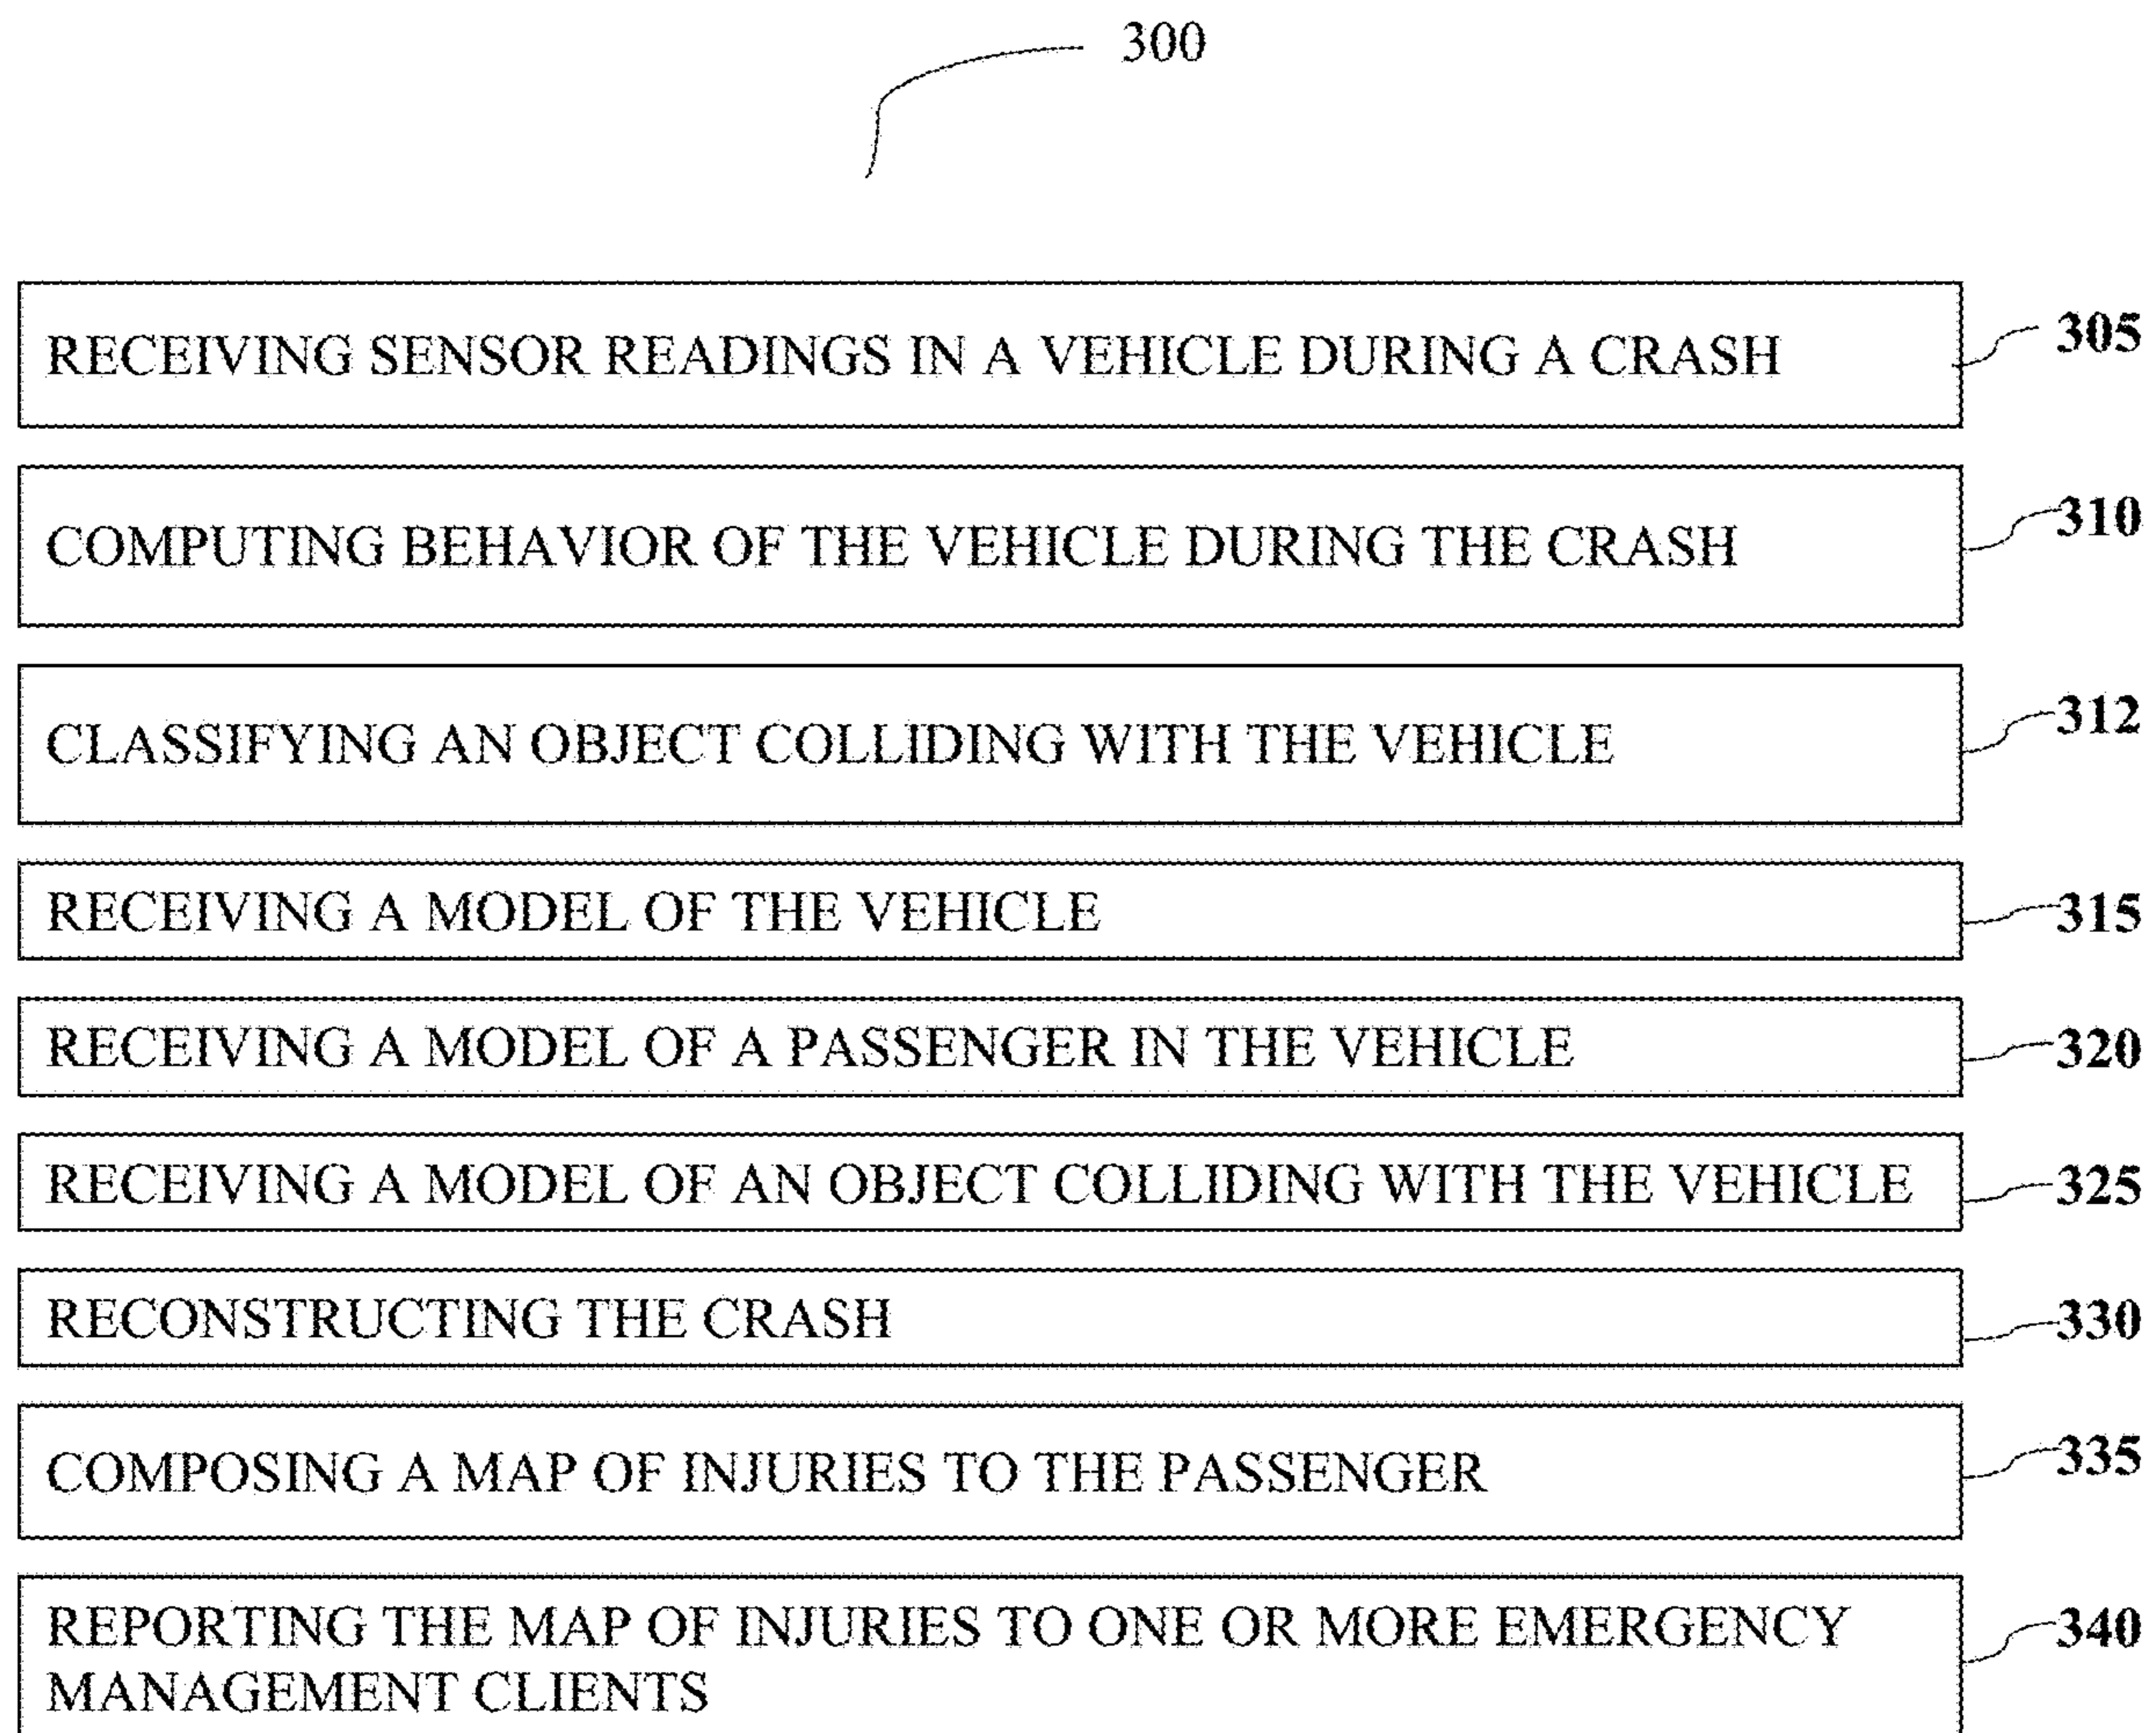 300
RECEIVING SENSOR READINGS IN A VEHICLE DURING A CRASH 305
COMPUTING BEHAVIOR OF THE VEHICLE DURING THE CRASH 310
CLASSIFYING AN OBJECT COLLIDING WITH THE VEHICLE 312
RECEIVING A MODEL OF THE VEHICLE 315
RECEIVING A MODEL OF A PASSENGER IN THE VEHICLE 320
RECEIVING A MODEL OF AN OBJECT COLLIDING WITH THE VEHICLE 325
RECONSTRUCTING THE CRASH 330
COMPOSING A MAP OF INJURIES TO THE PASSENGER 335
REPORTING THE MAP OF INJURIES TO ONE OR MORE EMERGENCY 340
MANAGEMENT CLIENTS